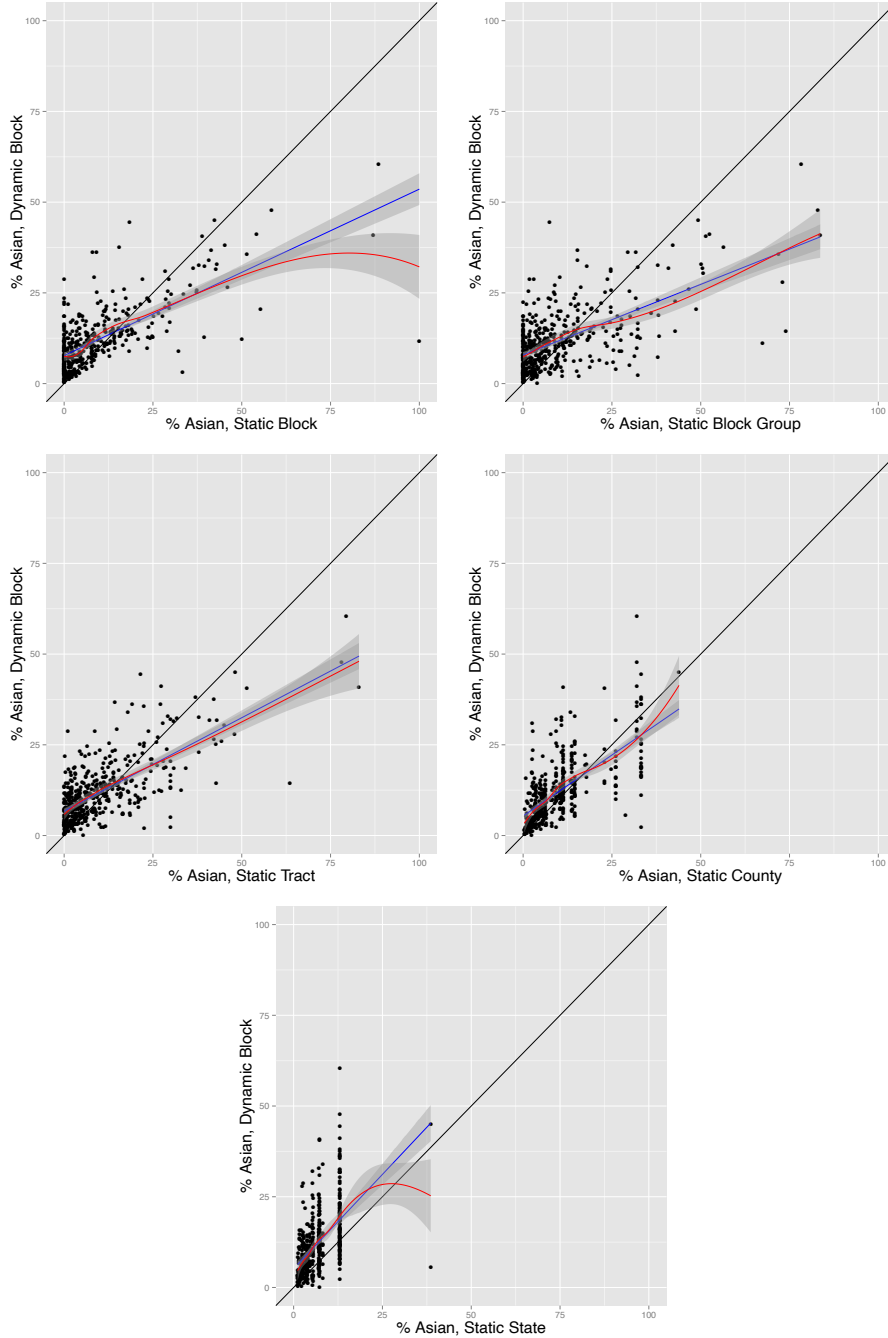 100
75
50
25
0
% Asian, Dynamic Block
0 25 50 75 100
% Asian, Static Block
100
75
50
25
0
% Asian, Dynamic Block
0 25 50 75 100
% Asian, Static Block Group
100
75
50
25
0
% Asian, Dynamic Block
0 25 50 75 100
% Asian, Static Tract
100
75
50
25
0
% Asian, Dynamic Block
0 25 50 75 100
% Asian, Static County
100
75
50
25
0
% Asian, Dynamic Block
0 25 50 75 100
% Asian, Static State